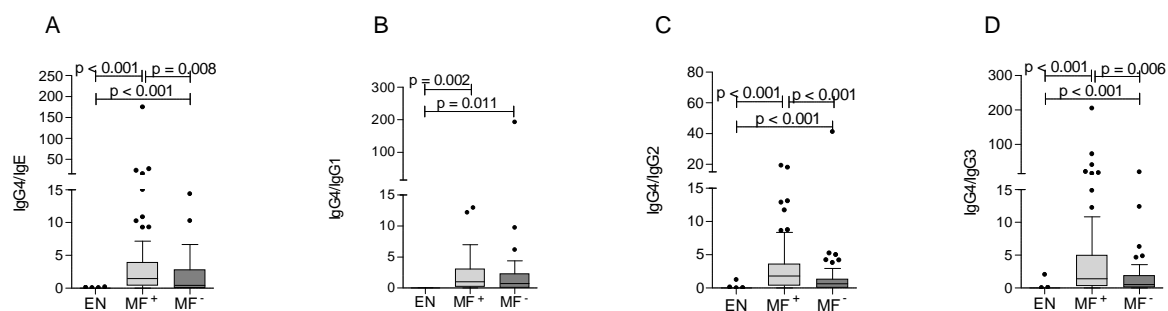 A
p < 0.001
p = 0.008
p < 0.001
IgG4/IgE
250
200
150
100
50
15
10
5
0
EN
MF+
MF-
B
p = 0.002
p = 0.011
IgG4/IgG1
300
200
100
15
10
5
0
EN
MF+
MF-
C
p < 0.001
p < 0.001
p < 0.001
IgG4/IgG2
80
60
40
20
15
10
5
0
EN
MF+
MF-
D
p < 0.001
p = 0.006
p < 0.001
IgG4/IgG3
300
200
100
15
10
5
0
EN
MF+
MF-